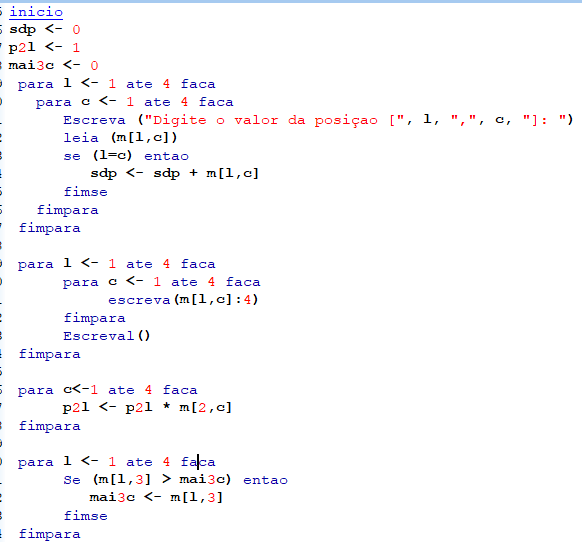 inicio
sdp <- 0
p2l <- 1
mai3c <- 0
para l <- 1 ate 4 faca
para c <- 1 ate 4 faca
Escreva ("Digite o valor da posiçao [", l, ",", c, "]: ")
leia (m[l,c])
se (l=c) entao
sdp <- sdp + m[l,c]
fimse
fimpara
fimpara
para l <- 1 ate 4 faca
para c <- 1 ate 4 faca
escreva(m[l,c]:4)
fimpara
Escreval()
fimpara
para c<-1 ate 4 faca
p2l <- p2l * m[2,c]
fimpara
para l <- 1 ate 4 faca
Se (m[l,3] > mai3c) entao
mai3c <- m[l,3]
fimse
fimpara